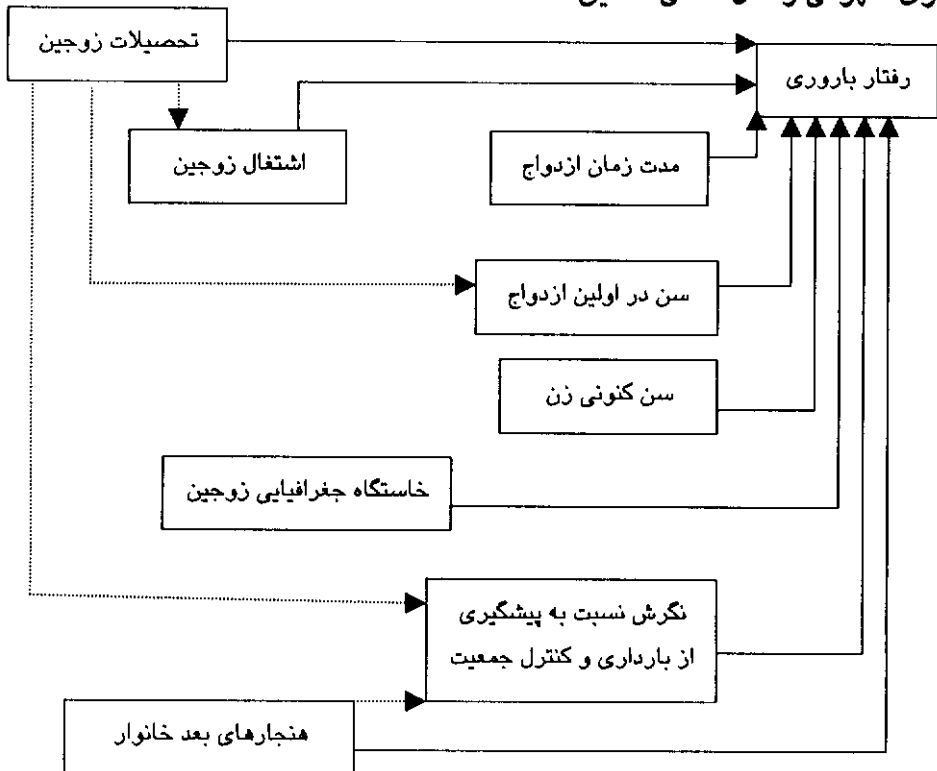 تحصیلات زوجین
رفتار باروری
اشتغال زوجین
مدت زمان ازدواج
سن در اولین ازدواج
سن کنونی زن
خاستگاه جغرافیایی زوجین
نگرش نسبت به پیشگیری
از بارداری و کنترل جمعیت
هنجارهای بعد خانوار